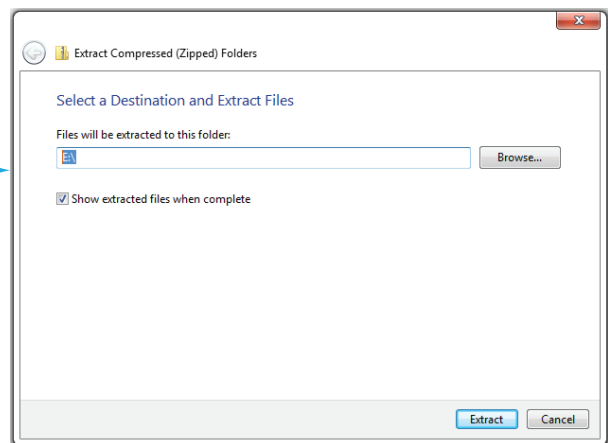 Extract Compressed (Zipped) Folders
Select a Destination and Extract Files
Files will be extracted to this folder:
E:\
Browse...
Show extracted files when complete
Extract
Cancel